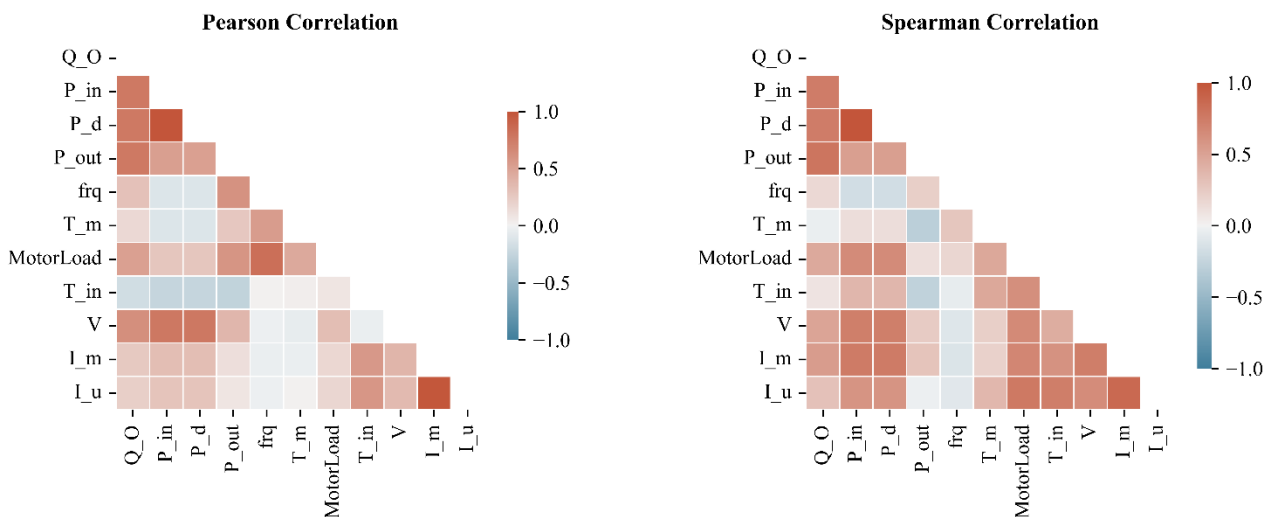 Pearson Correlation
Q_O
P_in
P_d
P_out
frq
T_m
MotorLoad
T_in
V
I_m
I_u
Q_O
P_in
P_d
P_out
frq
T_m
MotorLoad
T_in
V
I_m
I_u
1.0
0.5
0.0
−0.5
−1.0
Spearman Correlation
Q_O
P_in
P_d
P_out
frq
T_m
MotorLoad
T_in
V
I_m
I_u
Q_O
P_in
P_d
P_out
frq
T_m
MotorLoad
T_in
V
I_m
I_u
1.0
0.5
0.0
−0.5
−1.0